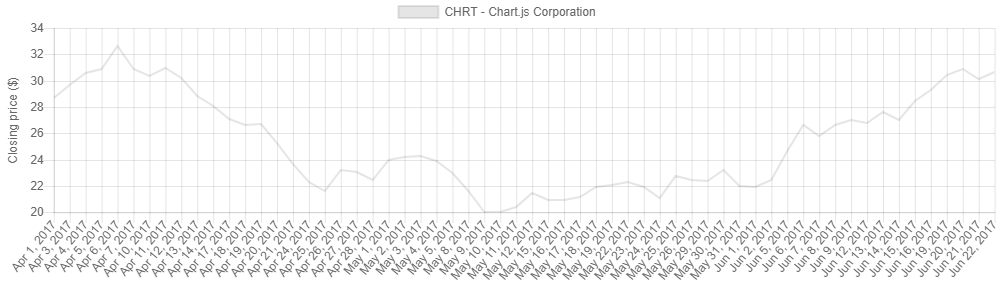 CHRT - Chart.js Corporation
Closing price ($)
34
32
30
28
26
24
22
20
Apr 1, 2017
Apr 3, 2017
Apr 4, 2017
Apr 5, 2017
Apr 6, 2017
Apr 7, 2017
Apr 10, 2017
Apr 11, 2017
Apr 12, 2017
Apr 13, 2017
Apr 14, 2017
Apr 17, 2017
Apr 18, 2017
Apr 19, 2017
Apr 20, 2017
Apr 21, 2017
Apr 24, 2017
Apr 25, 2017
Apr 26, 2017
Apr 27, 2017
Apr 28, 2017
May 1, 2017
May 2, 2017
May 3, 2017
May 4, 2017
May 5, 2017
May 8, 2017
May 9, 2017
May 10, 2017
May 11, 2017
May 12, 2017
May 15, 2017
May 16, 2017
May 17, 2017
May 18, 2017
May 19, 2017
May 22, 2017
May 23, 2017
May 24, 2017
May 25, 2017
May 26, 2017
May 29, 2017
May 30, 2017
May 31, 2017
Jun 1, 2017
Jun 2, 2017
Jun 5, 2017
Jun 6, 2017
Jun 7, 2017
Jun 8, 2017
Jun 9, 2017
Jun 12, 2017
Jun 13, 2017
Jun 14, 2017
Jun 15, 2017
Jun 16, 2017
Jun 19, 2017
Jun 20, 2017
Jun 21, 2017
Jun 22, 2017